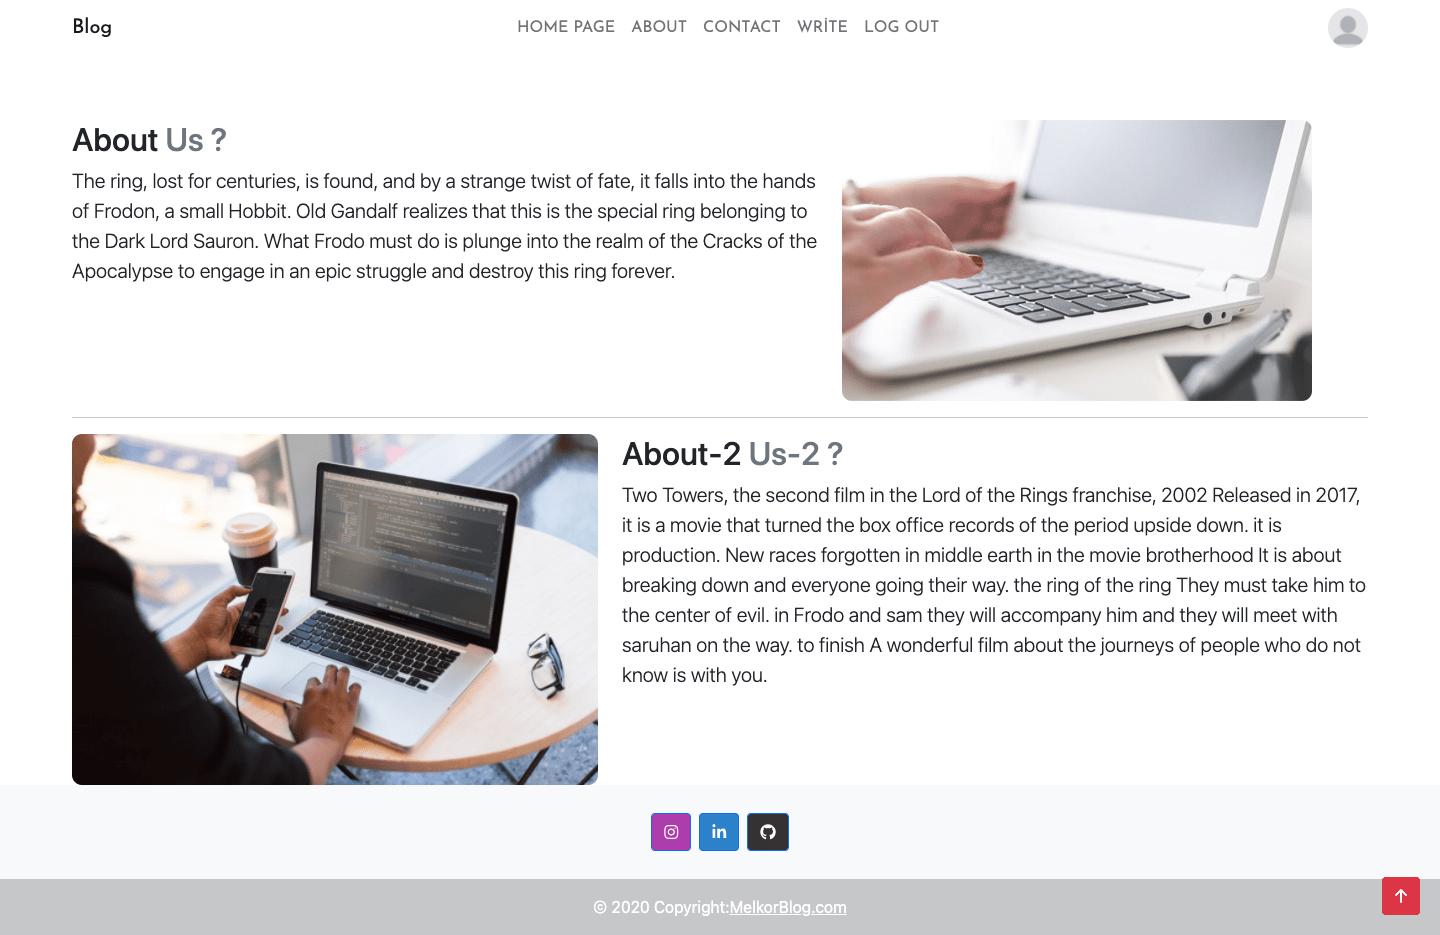 Blog
HOME PAGE ABOUT CONTACT WRİTE LOG OUT
About Us ?
The ring, lost for centuries, is found, and by a strange twist of fate, it falls into the hands
of Frodon, a small Hobbit. Old Gandalf realizes that this is the special ring belonging to
the Dark Lord Sauron. What Frodo must do is plunge into the realm of the Cracks of the
Apocalypse to engage in an epic struggle and destroy this ring forever.
About-2 Us-2 ?
Two Towers, the second film in the Lord of the Rings franchise, 2002 Released in 2017,
it is a movie that turned the box office records of the period upside down. it is
production. New races forgotten in middle earth in the movie brotherhood It is about
breaking down and everyone going their way. the ring of the ring They must take him to
the center of evil. in Frodo and sam they will accompany him and they will meet with
saruhan on the way. to finish A wonderful film about the journeys of people who do not
know is with you.
in
© 2020 Copyright:MelkorBlog.com